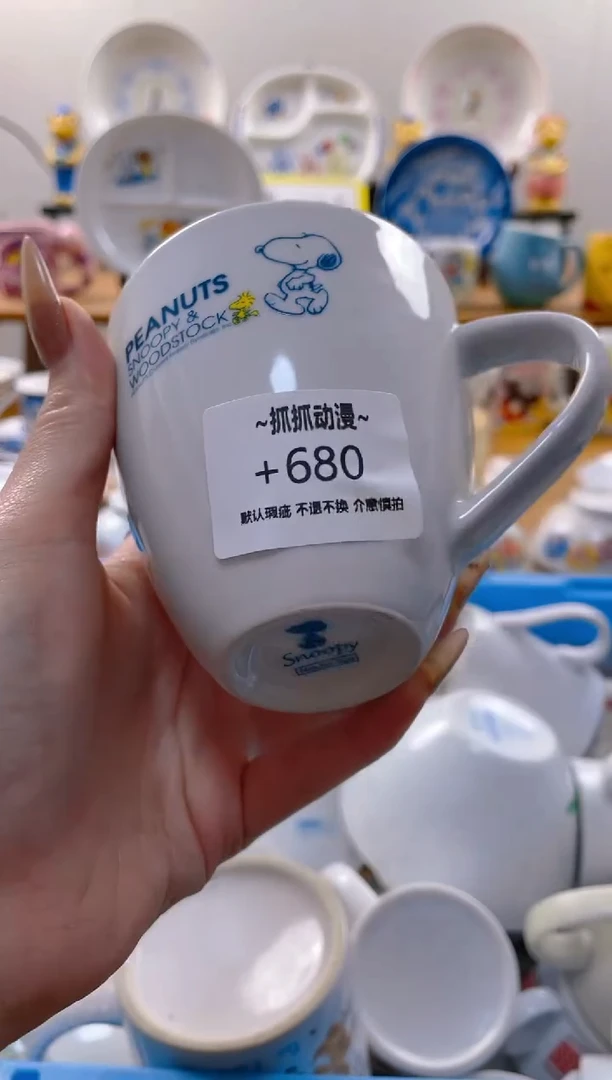 PEANUTS
SNOOPY &
WOODSTOCK
~抓抓动漫~
+680
默认瑕疵 不退不换 介意慎拍
Snoopy